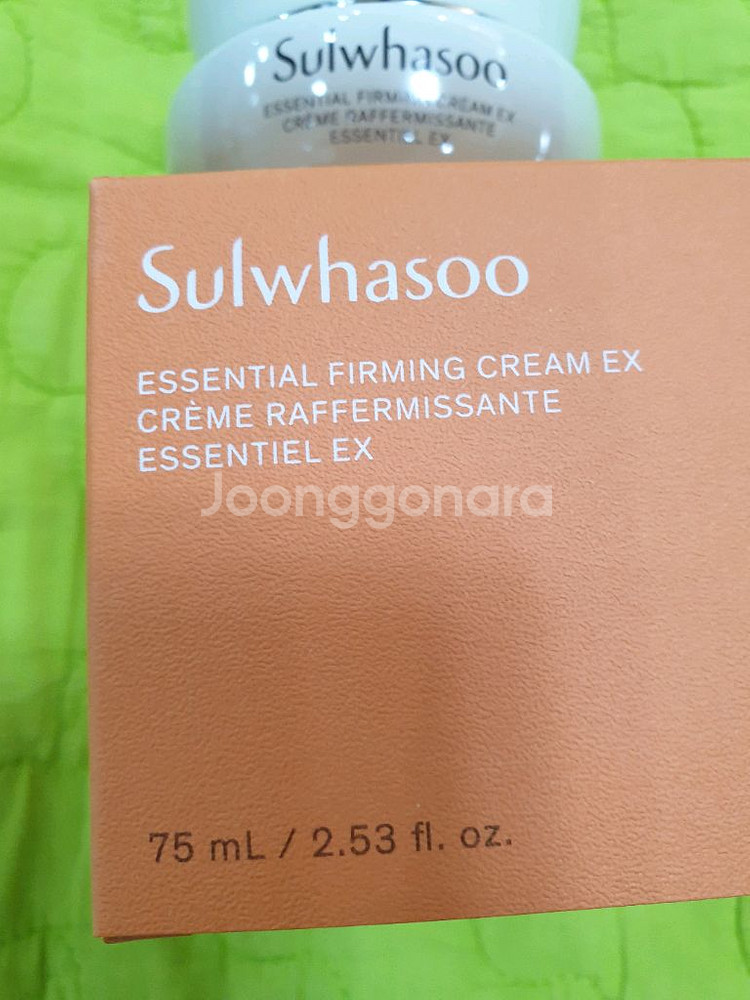 Sulwhasoo
ESSENTIAL FIRMING CREAM EX
CRÈME RAFFERMISSANTE
ESSENTIEL EX
Sulwhasoo
ESSENTIAL FIRMING CREAM EX
CRÈME RAFFERMISSANTE
ESSENTIEL EX
Joonggonara
75 mL / 2.53 fl. oz.